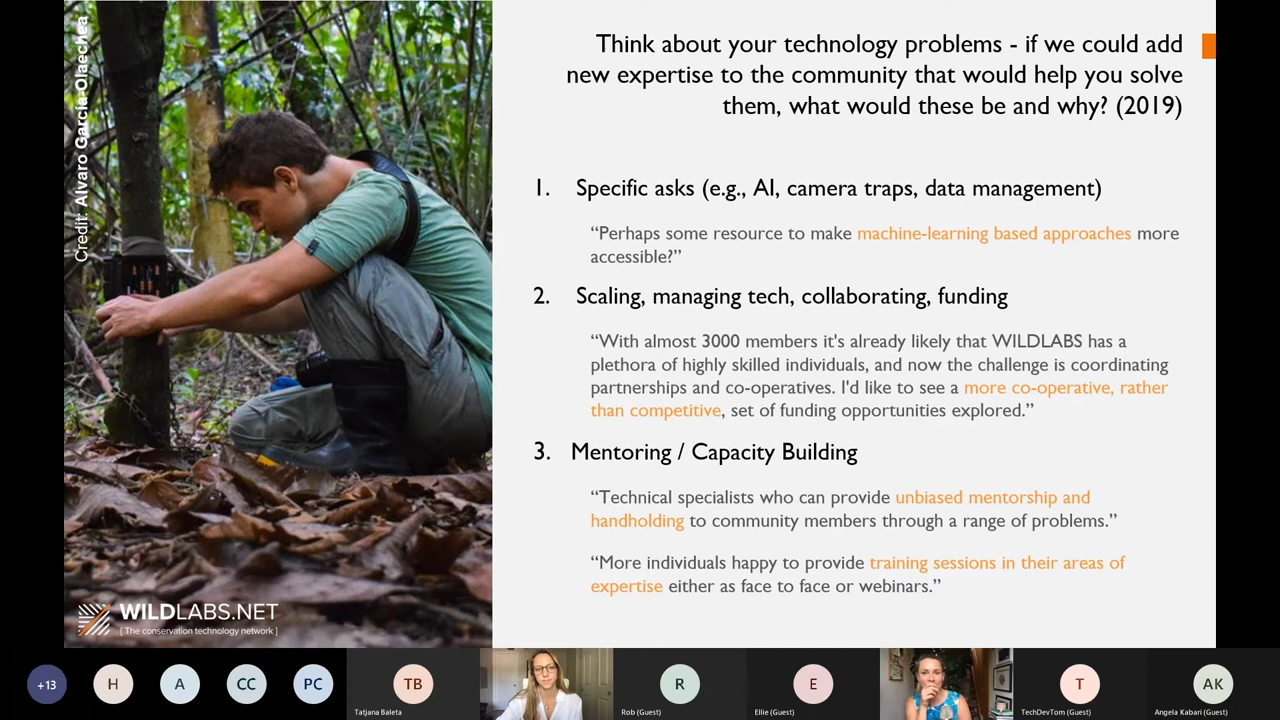 Credit: Alvaro García-Olaechea
Think about your technology problems - if we could add
new expertise to the community that would help you solve
them, what would these be and why? (2019)
1. Specific asks (e.g., AI, camera traps, data management)
“Perhaps some resource to make machine-learning based approaches more
accessible?”
2. Scaling, managing tech, collaborating, funding
“With almost 3000 members it's already likely that WILDLABS has a
plethora of highly skilled individuals, and now the challenge is coordinating
partnerships and co-operatives. I'd like to see a more co-operative, rather
than competitive, set of funding opportunities explored.”
3. Mentoring / Capacity Building
“Technical specialists who can provide unbiased mentorship and
handholding to community members through a range of problems.”
“More individuals happy to provide training sessions in their areas of
expertise either as face to face or webinars.”
WILDLABS.NET
[ The conservation technology network ]
+13
H
A
CC
PC
TB
Tatjana Baleta
R
Rob (Guest)
E
Ellie (Guest)
T
TechDevTom (Guest)
AK
Angela Kabari (Guest)